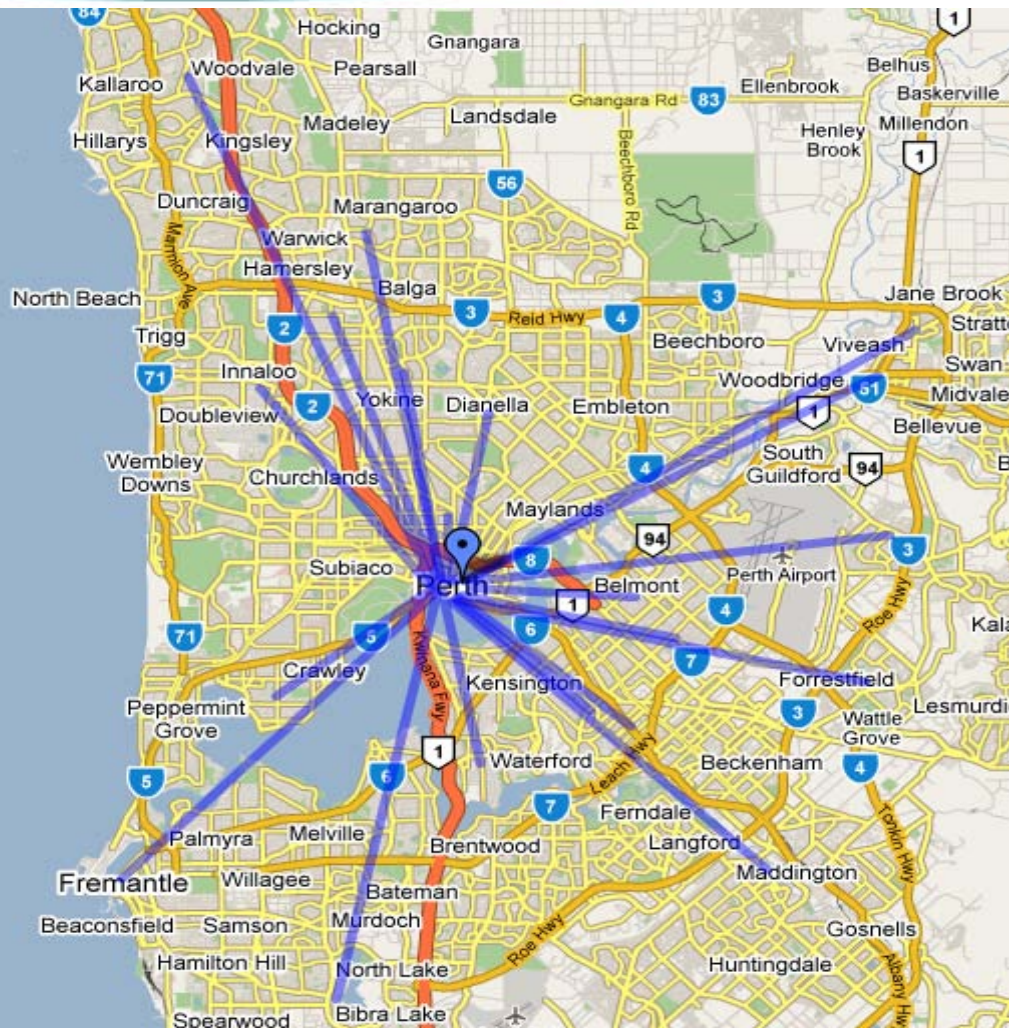 84
Hocking
1
Gnangara
Woodvale
Pearsall
Belhus
Kallaroo
Ellenbrook
Baskerville
Gnangara Rd
83
Landsdale
Madeley
Millendon
Henley
Brook
Hillarys
Kingsley
Beechboro Rd
1
56
Duncraig
Marangaroo
Marmion Ave
Warwick
Hamersley
Balga
North Beach
Jane Brook
3
3
Reid Hwy
4
2
Stratt
Trigg
Beechboro
Viveash
Swan
Innaloo
71
Woodbridge
51
Midvale
Yokine
Dianella
Embleton
2
1
Doubleview
Bellevue
Wembley
Downs
Churchlands
South
Guildford
94
4
B
Maylands
94
3
8
Subiaco
Perth
Belmont
Perth Airport
1
4
Roe Hwy
71
5
6
Kala
Kwinana Fwy
7
Crawley
Kensington
Forrestfield
Peppermint
Grove
3
Lesmurdi
Wattle
Grove
1
Waterford
Leach Hwy
Beckenham
4
5
6
7
Ferndale
Tonkin Hwy
Palmyra
Melville
Brentwood
Langford
Maddington
Fremantle
Willagee
Bateman
Beaconsfield
Samson
Murdoch
Gosnells
Roe Hwy
Hamilton Hill
North Lake
Huntingdale
Albany Hw
Spearwood
Bibra Lake